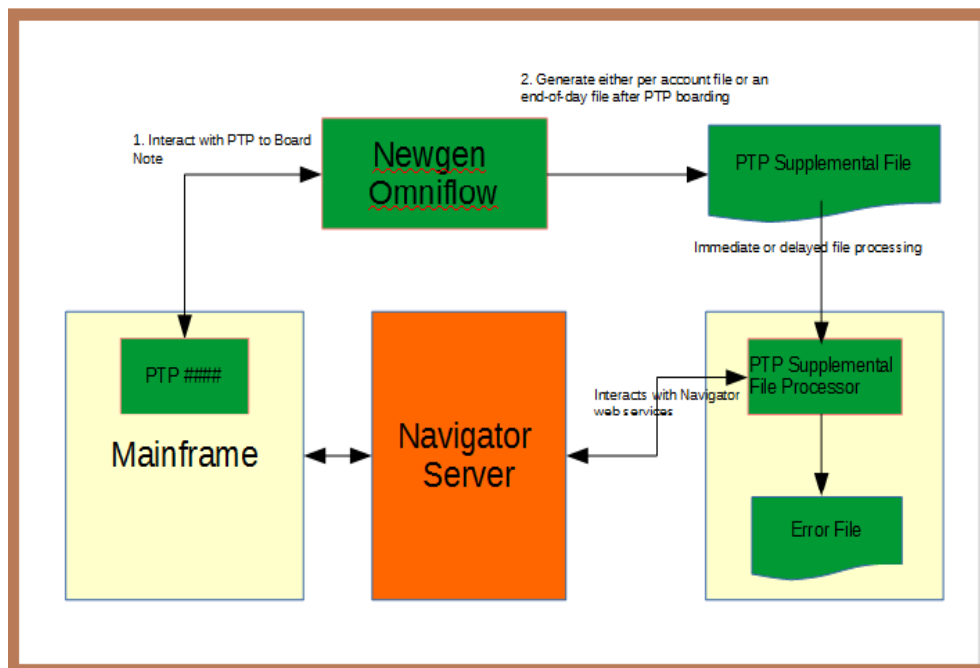 2. Generate either per account file or an
end-of-day file after PTP boarding
1. Interact with PTP to Board
Note
Newgen
Omniflow
PTP Supplemental File
Immediate or delayed file processing
PTP ####
Mainframe
Navigator
Server
Interacts with Navigator
web services
PTP Supplemental
File Processor
Error File